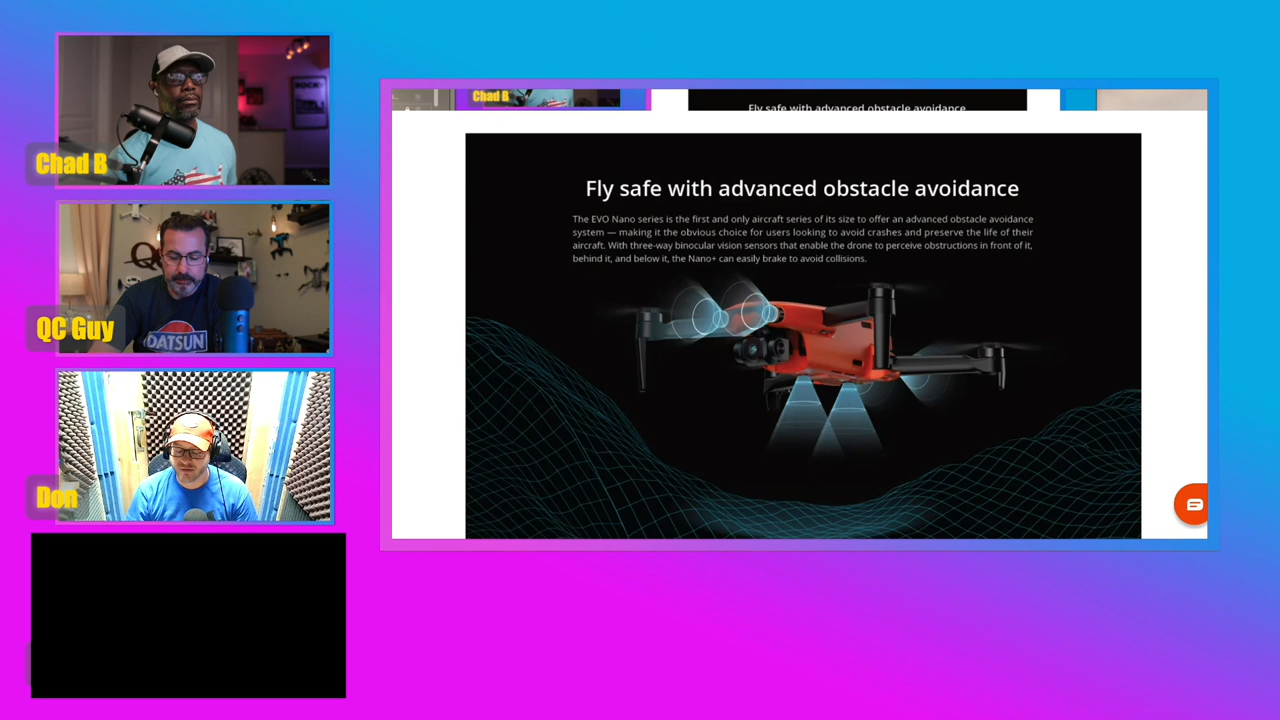 Chad B
QC Guy
DATSUN
Don
Chad B
Fly safe with advanced obstacle avoidance
Fly safe with advanced obstacle avoidance
The EVO Nano series is the first and only aircraft series of its size to offer an advanced obstacle avoidance
system — making it the obvious choice for users looking to avoid crashes and preserve the life of their
aircraft. With three-way binocular vision sensors that enable the drone to perceive obstructions in front of it,
behind it, and below it, the Nano+ can easily brake to avoid collisions.